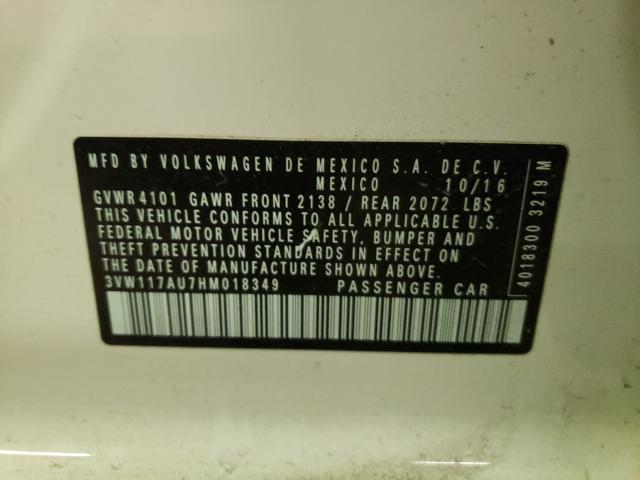 MFD BY VOLKSWAGEN DE MEXICO S.A. DE C.V.
MEXICO 10/16
GVWR4101 GAWR FRONT 2138 / REAR 2072 LBS
THIS VEHICLE CONFORMS TO ALL APPLICABLE U.S.
FEDERAL MOTOR VEHICLE SAFETY, BUMPER AND
THEFT PREVENTION STANDARDS IN EFFECT ON
THE DATE OF MANUFACTURE SHOWN ABOVE.
3VW117AU7HM018349 PASSENGER CAR
4018300 3219 M